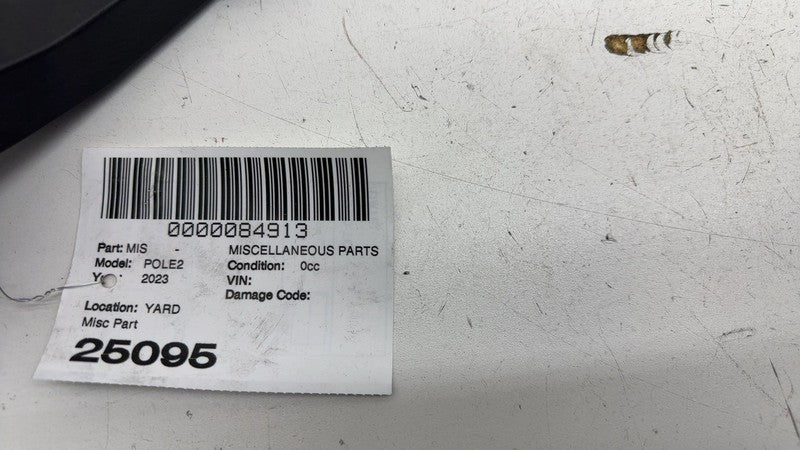 0000084913
Part: MIS - MISCELLANEOUS PARTS
Model: POLE2 Condition: 0cc
2023 VIN:
Damage Code:
Location: YARD
Misc Part
25095